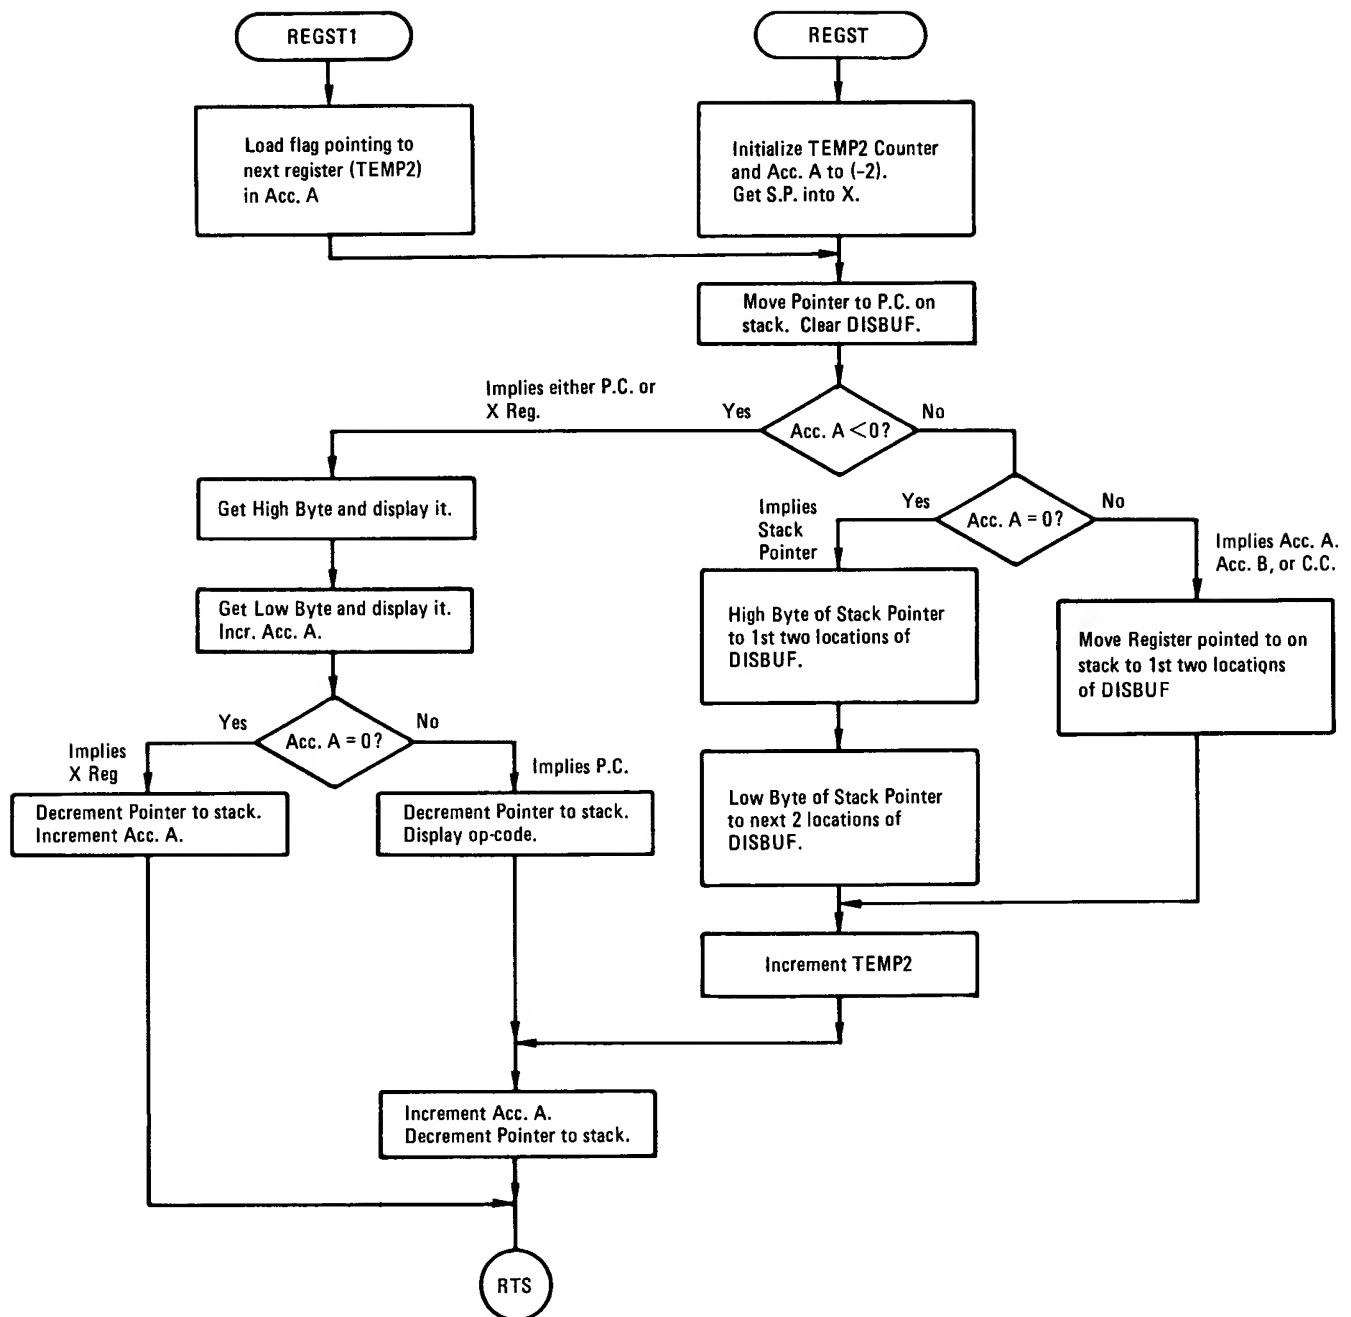 REGST1
REGST
Load flag pointing to
next register (TEMP2)
in Acc. A
Initialize TEMP2 Counter
and Acc. A to (-2).
Get S.P. into X.
Move Pointer to P.C. on
stack. Clear DISBUF.
Implies either P.C. or
X Reg.
Yes
Acc. A <0?
No
Get High Byte and display it.
Implies
Stack
Pointer
Yes
Acc. A = 0?
No
Implies Acc. A.
Acc. B, or C.C.
Get Low Byte and display it.
Incr. Acc. A.
High Byte of Stack Pointer
to 1st two locations of
DISBUF.
Move Register pointed to on
stack to 1st two locations
of DISBUF
Yes
Acc. A = 0?
No
Implies
X Reg
Implies P.C.
Decrement Pointer to stack.
Increment Acc. A.
Decrement Pointer to stack.
Display op-code.
Low Byte of Stack Pointer
to next 2 locations of
DISBUF.
Increment TEMP2
Increment Acc. A.
Decrement Pointer to stack.
RTS